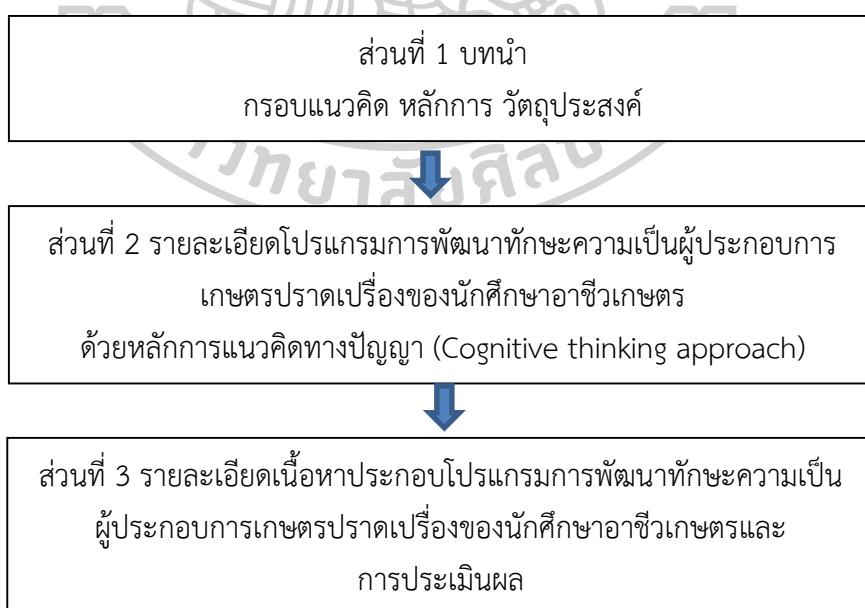 ส่วนที่ 1 บทนำ
กรอบแนวคิด หลักการ วัตถุประสงค์
ส่วนที่ 2 รายละเอียดโปรแกรมการพัฒนาทักษะความเป็นผู้ประกอบการ
เกษตรปราดเปรื่องของนักศึกษาอาชีวเกษตร
ด้วยหลักการแนวคิดทางปัญญา (Cognitive thinking approach)
ส่วนที่ 3 รายละเอียดเนื้อหาประกอบโปรแกรมการพัฒนาทักษะความเป็น
ผู้ประกอบการเกษตรปราดเปรื่องของนักศึกษาอาชีวเกษตรและ
การประเมินผล